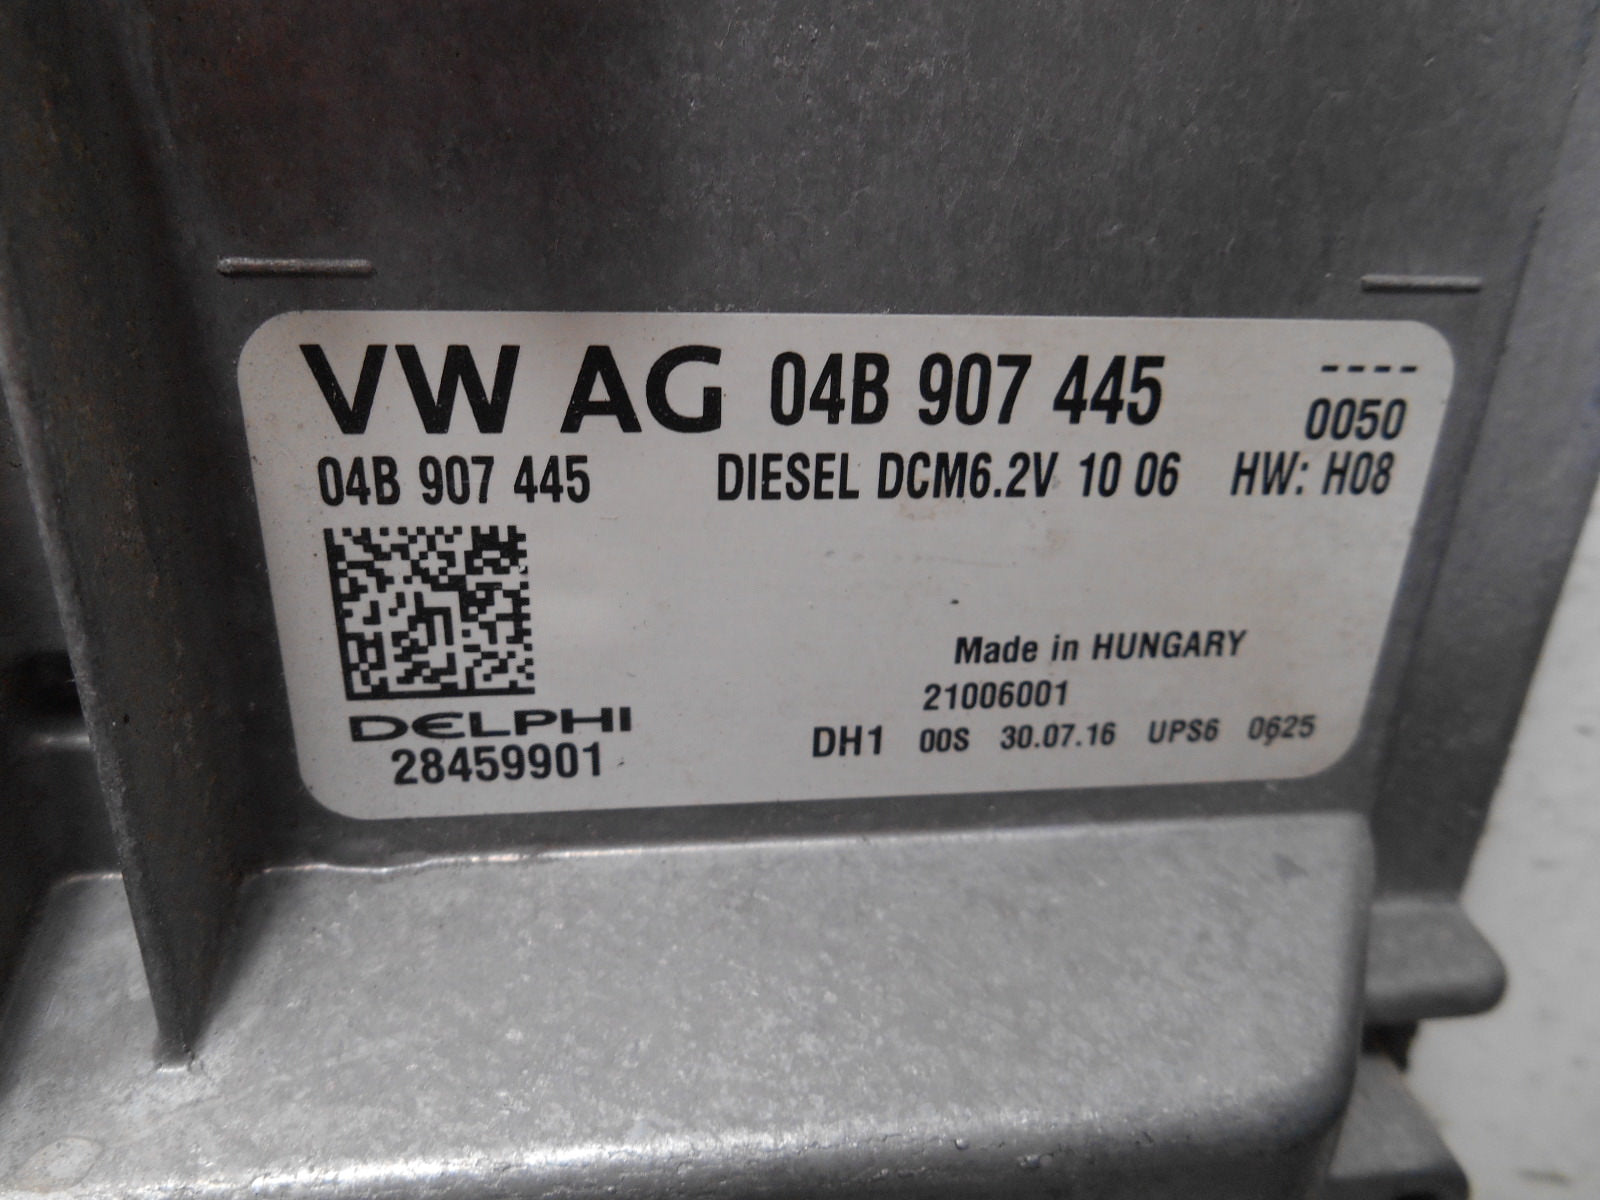 VW AG 04B 907 445 ----
0050
04B 907 445 DIESEL DCM6.2V 10 06 HW: H08
Made in HUNGARY
21006001
DELPHI
28459901
DH1 00S 30.07.16 UPS6 0625